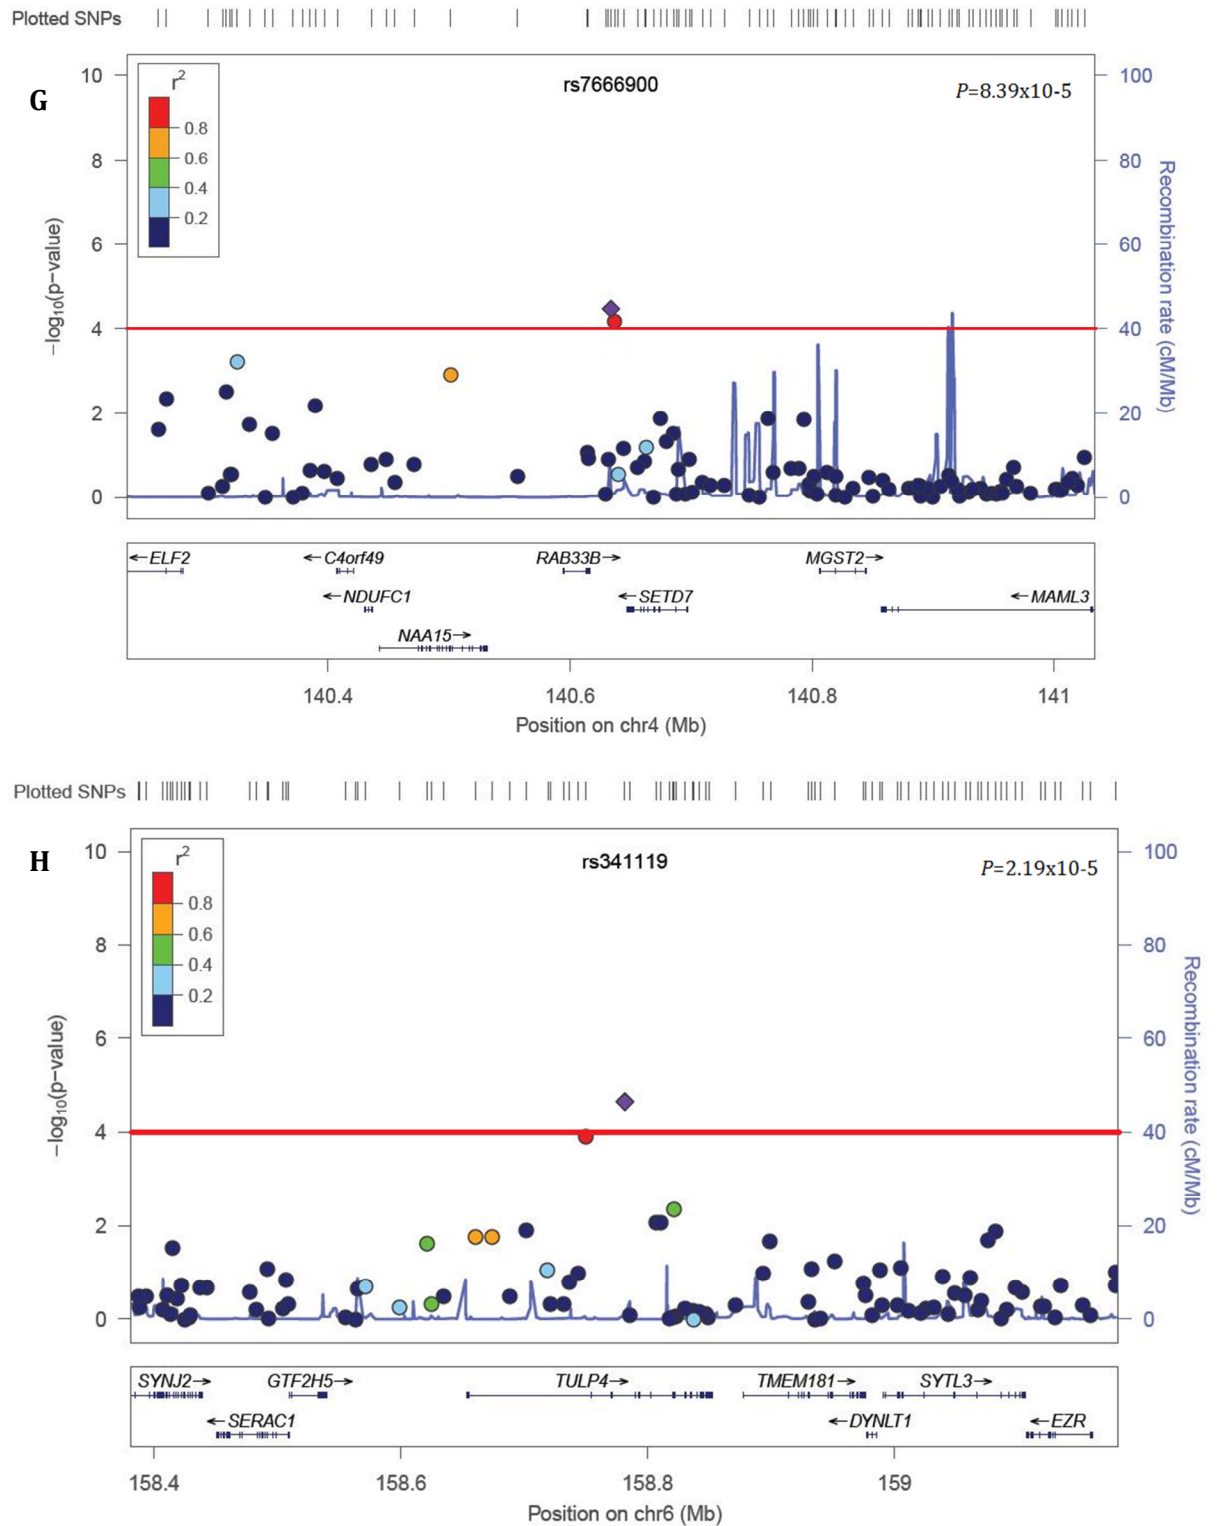 Plotted SNPs
G
rs7666900
P=8.39x10-5
r2
0.8
0.6
0.4
0.2
10
8
6
4
2
0
−log10(p−value)
100
80
60
40
20
0
Recombination rate (cM/Mb)
←ELF2
←C4orf49
RAB33B→
MGST2→
←NDUFC1
←SETD7
←MAML3
NAA15→
140.4
140.6
140.8
141
Position on chr4 (Mb)
Plotted SNPs
H
rs341119
P=2.19x10-5
r2
0.8
0.6
0.4
0.2
10
8
6
4
2
0
−log10(p−value)
100
80
60
40
20
0
Recombination rate (cM/Mb)
SYNJ2→
GTF2H5→
TULP4→
TMEM181→
SYTL3→
←SERAC1
←DYNLT1
←EZR
158.4
158.6
158.8
159
Position on chr6 (Mb)